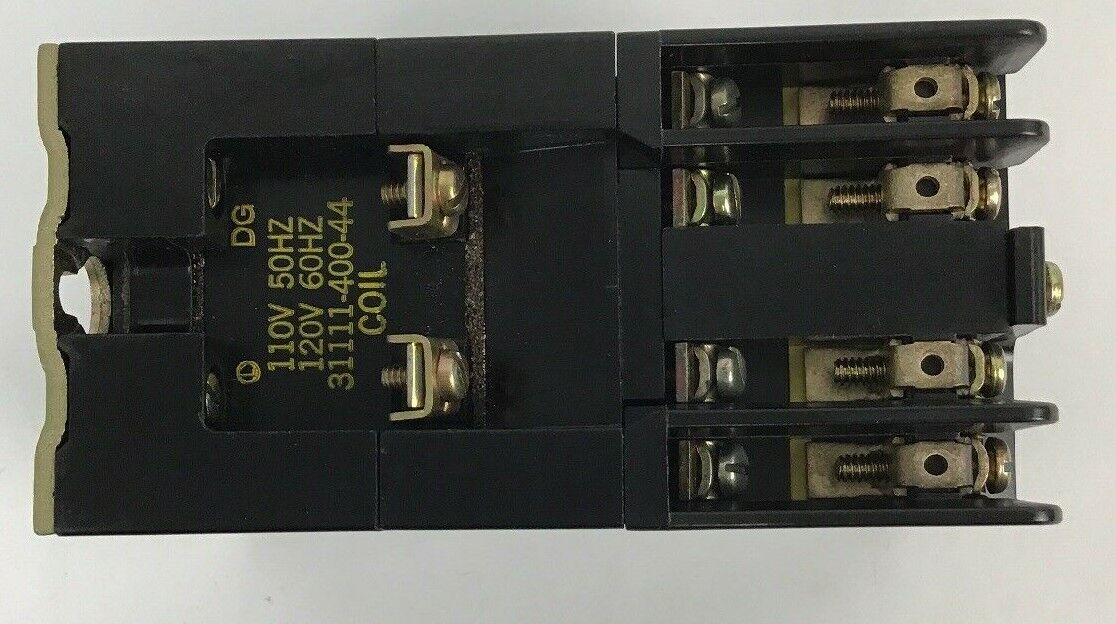 DG
110V 50HZ
120V 60HZ
31111-400-44
COIL